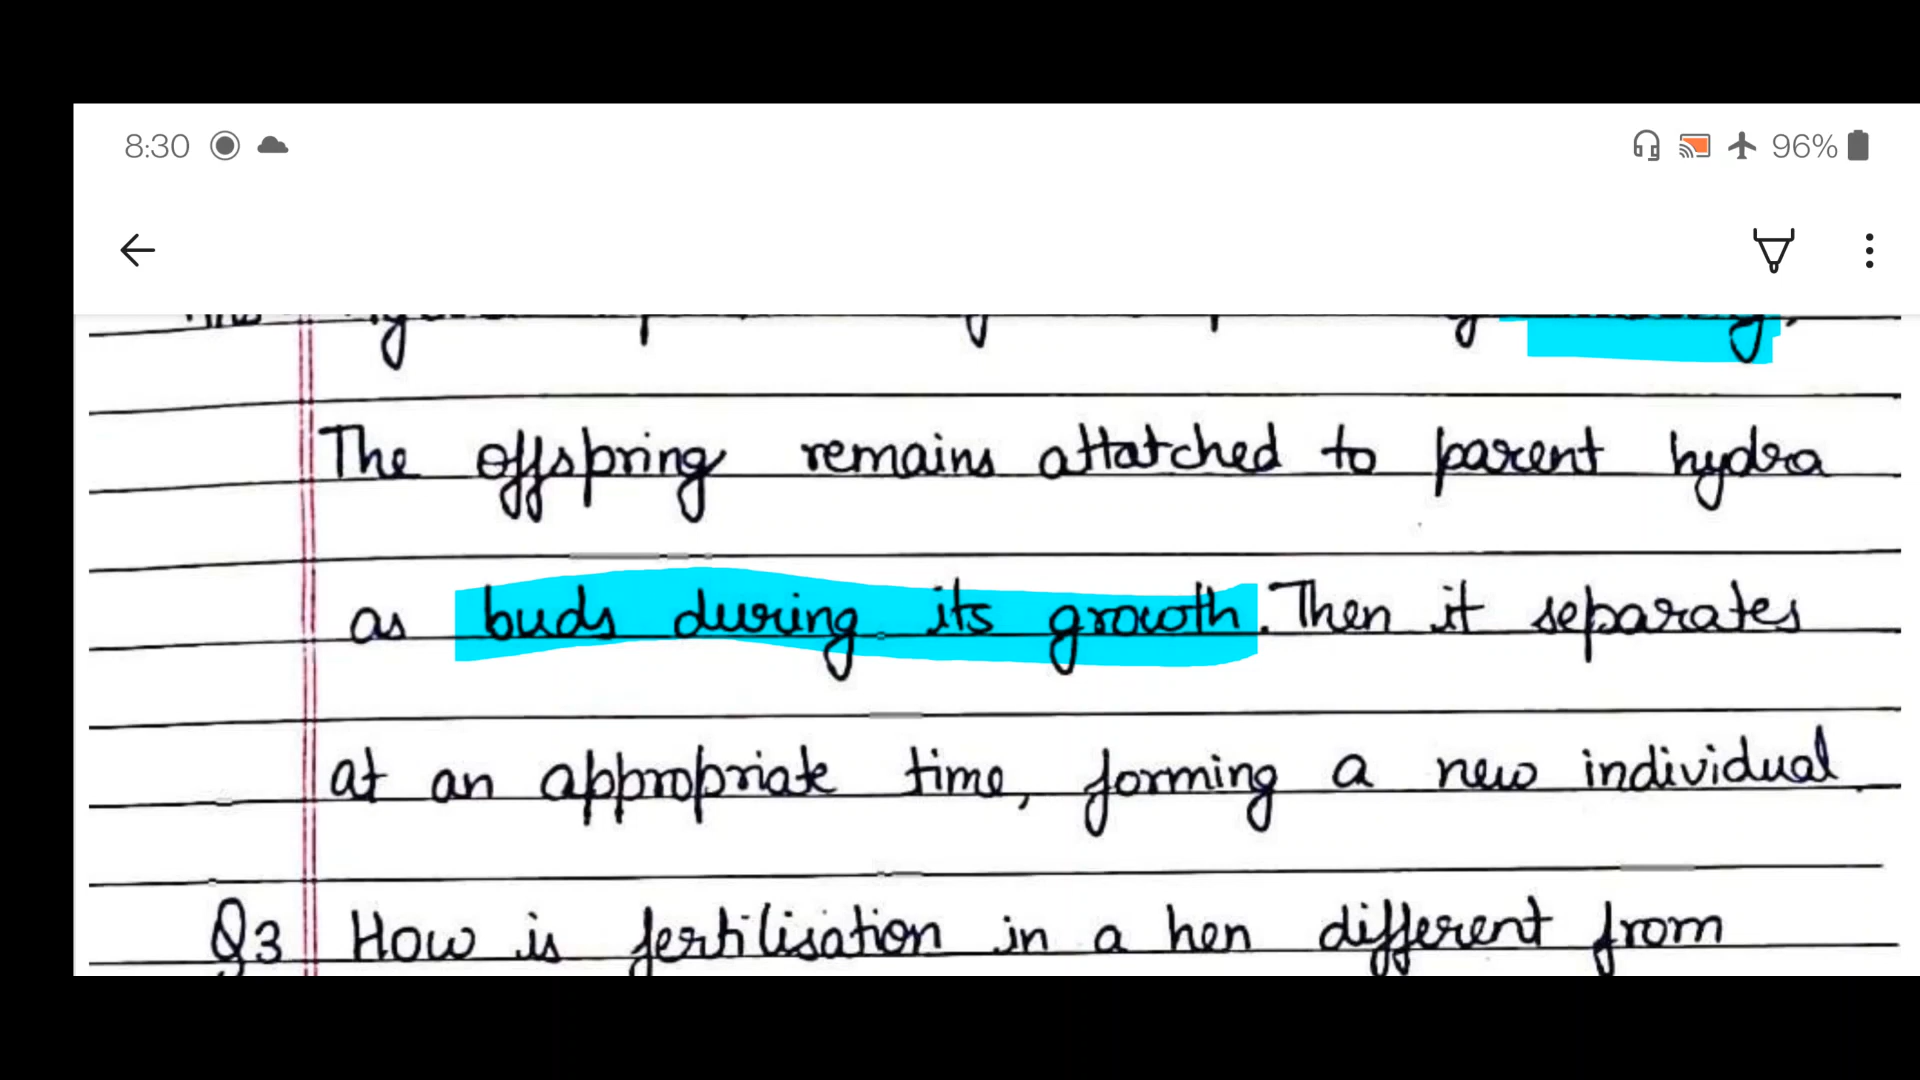 8:30 96%
The offspring remains attatched to parent hydra
as buds during its growth. Then it separates
at an appropriate time, forming a new individual.
Q3 How is fertilisation in a hen different from